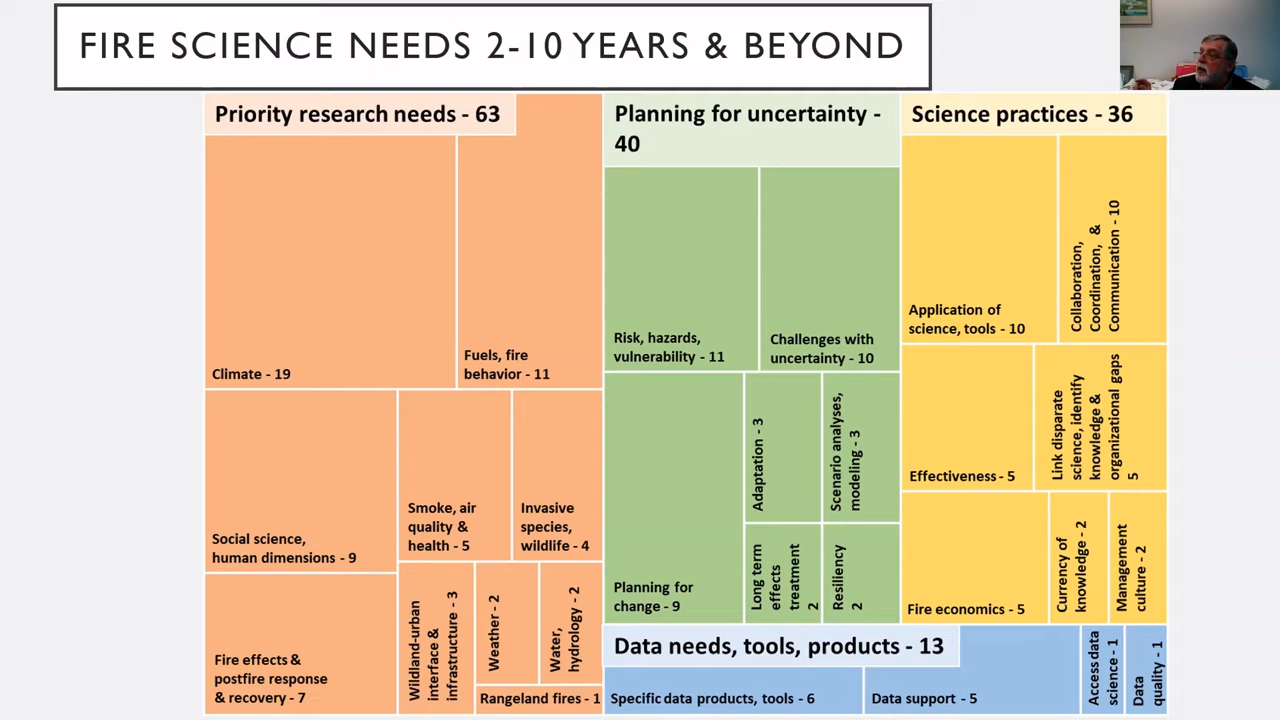 FIRE SCIENCE NEEDS 2-10 YEARS & BEYOND
Priority research needs - 63
Climate - 19
Fuels, fire
behavior - 11
Social science,
human dimensions - 9
Smoke, air
quality &
health - 5
Invasive
species,
wildlife - 4
Fire effects &
postfire response
& recovery - 7
Wildland-urban
interface &
infrastructure - 3
Weather - 2
Water,
hydrology - 2
Rangeland fires - 1
Planning for uncertainty -
40
Risk, hazards,
vulnerability - 11
Challenges with
uncertainty - 10
Planning for
change - 9
Adaptation - 3
Scenario analyses,
modeling - 3
Long term
effects
treatment
2
Resiliency
2
Science practices - 36
Application of
science, tools - 10
Collaboration,
Coordination, &
Communication - 10
Effectiveness - 5
Link disparate
science, identify
knowledge &
organizational gaps
5
Fire economics - 5
Currency of
knowledge - 2
Management
culture - 2
Data needs, tools, products - 13
Specific data products, tools - 6
Data support - 5
Access data
science - 1
Data
quality - 1